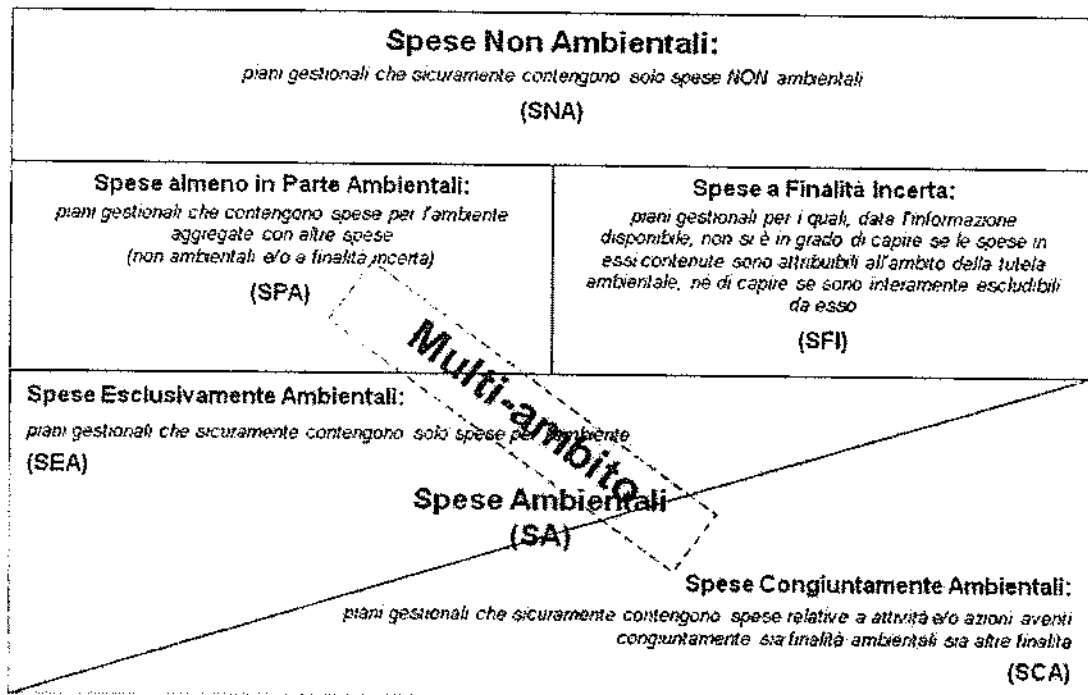 Spese Non Ambientali:
piani gestionali che sicuramente contengono solo spese NON ambientali
(SNA)
Spese almeno in Parte Ambientali:
piani gestionali che contengono spese per l'ambiente
aggregate con altre spese
(non ambientali e/o a finalità incerta)
(SPA)
Spese a Finalità Incerta:
piani gestionali per i quali, data l'informazione
disponibile, non si è in grado di capire se le spese in
essi contenute sono attribuibili all'ambito della tutela
ambientale, né di capire se sono interamente escludibili
da esso
(SFI)
Multi-ambito
Spese Esclusivamente Ambientali:
piani gestionali che sicuramente contengono solo spese per l'ambiente
(SEA)
Spese Ambientali
(SA)
Spese Congiuntamente Ambientali:
piani gestionali che sicuramente contengono spese relative a attività e/o azioni aventi
congiuntamente sia finalità ambientali sia altre finalità
(SCA)